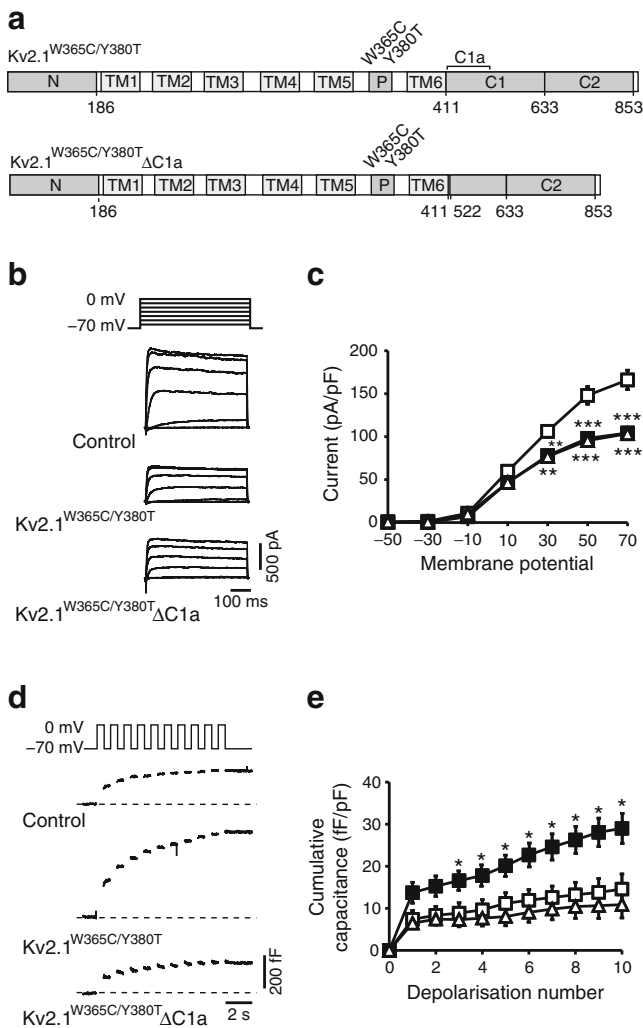 a
Kv2.1W365C/Y380T
W365C
Y380T
C1a
N TM1 TM2 TM3 TM4 TM5 P TM6 C1 C2
186 411 633 853
Kv2.1W365C/Y380TΔC1a
W365C
Y380T
N TM1 TM2 TM3 TM4 TM5 P TM6 C2
186 411 522 633 853
b
0 mV
−70 mV
Control
Kv2.1W365C/Y380T
500 pA
100 ms
Kv2.1W365C/Y380TΔC1a
c
Current (pA/pF)
200
150
100
50
0
** *** ***
** *** ***
−50 −30 −10 10 30 50 70
Membrane potential
d
0 mV
−70 mV
Control
Kv2.1W365C/Y380T
200 fF
2 s
Kv2.1W365C/Y380TΔC1a
e
Cumulative
capacitance (fF/pF)
40
30
20
10
0
* * * * * * * *
0 2 4 6 8 10
Depolarisation number